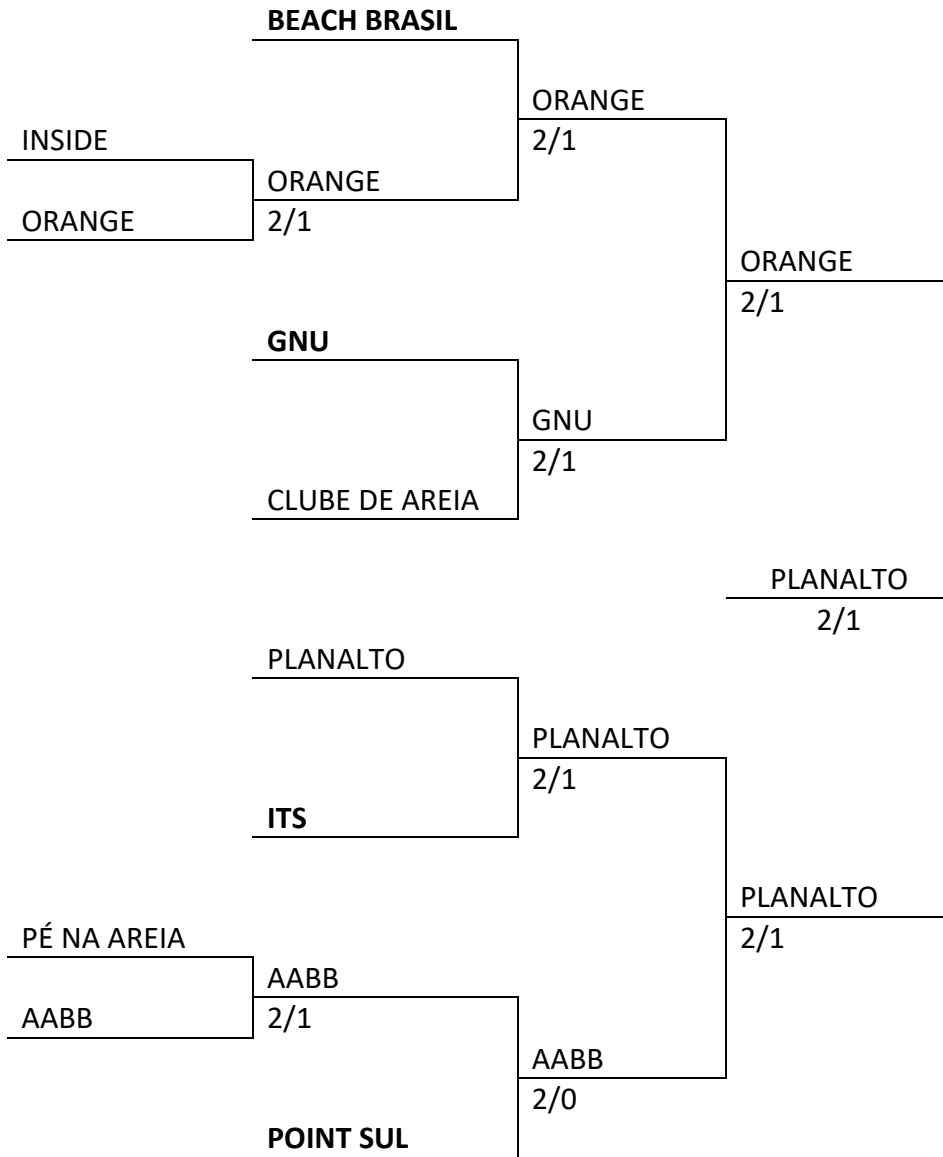 BEACH BRASIL
ORANGE
INSIDE
2/1
ORANGE
ORANGE
2/1
ORANGE
2/1
GNU
GNU
2/1
CLUBE DE AREIA
PLANALTO
2/1
PLANALTO
PLANALTO
2/1
ITS
PLANALTO
PÉ NA AREIA
2/1
AABB
AABB
2/1
AABB
2/0
POINT SUL